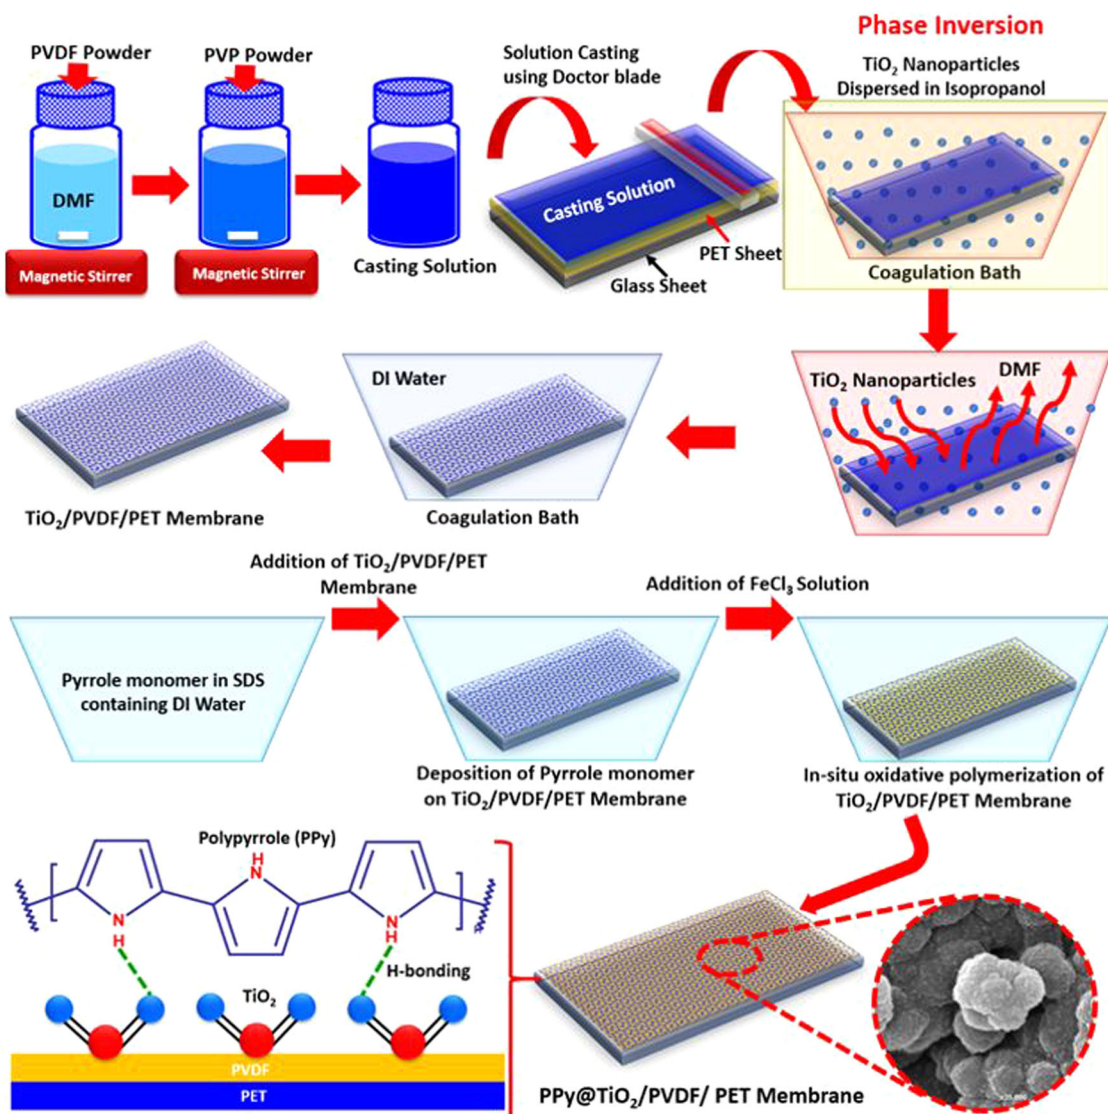 Phase Inversion
PVDF Powder
PVP Powder
Solution Casting
using Doctor blade
TiO₂ Nanoparticles
Dispersed in Isopropanol
DMF
Casting Solution
Magnetic Stirrer
Magnetic Stirrer
Casting Solution
PET Sheet
Glass Sheet
Coagulation Bath
DI Water
TiO₂ Nanoparticles
DMF
TiO₂/PVDF/PET Membrane
Coagulation Bath
Addition of TiO₂/PVDF/PET
Membrane
Addition of FeCl₃ Solution
Pyrrole monomer in SDS
containing DI Water
Deposition of Pyrrole monomer
on TiO₂/PVDF/PET Membrane
In-situ oxidative polymerization of
TiO₂/PVDF/PET Membrane
Polypyrrole (PPy)
H
N
N
H
N
H
H-bonding
TiO₂
PVDF
PET
PPy@TiO₂/PVDF/ PET Membrane